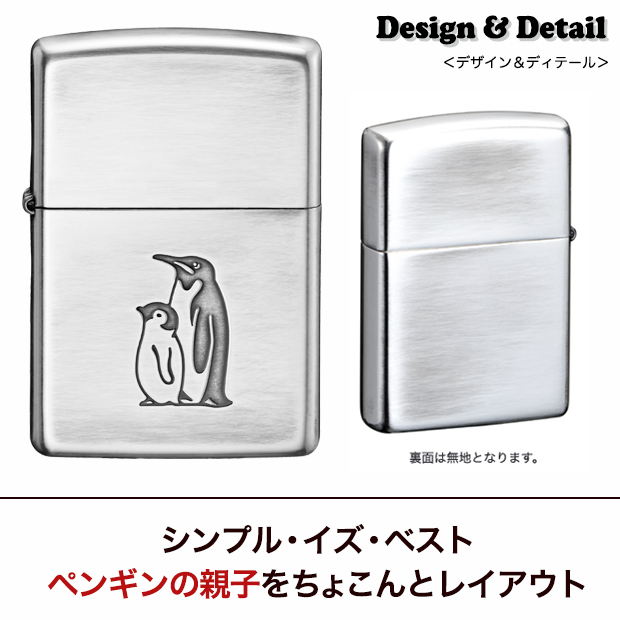 Design & Detail
＜デザイン＆ディテール＞
裏面は無地となります。
シンプル・イズ・ベスト
ペンギンの親子をちょこんとレイアウト